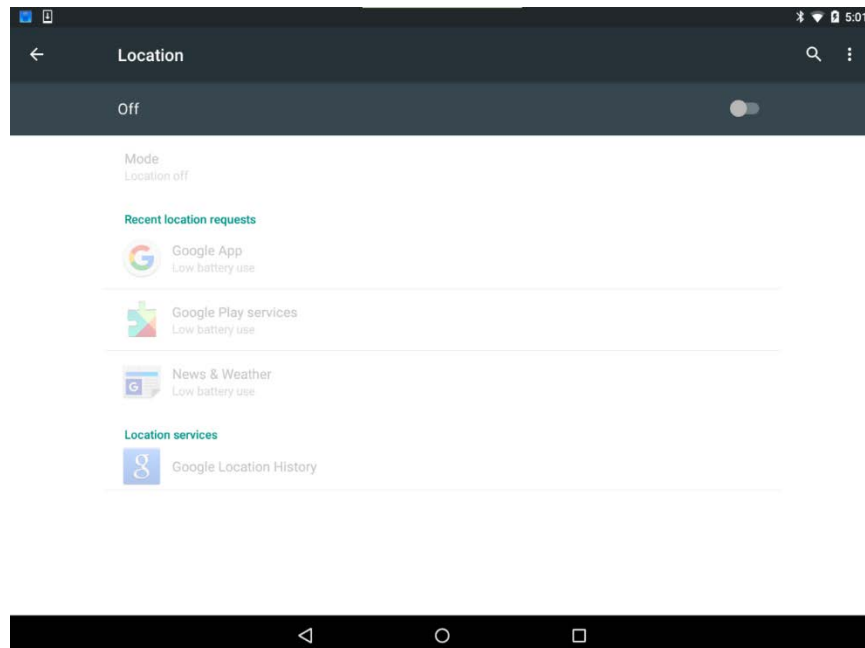 5:01
Location
Off
Mode
Location off
Recent location requests
Google App
Low battery use
Google Play services
Low battery use
News & Weather
Low battery use
Location services
Google Location History